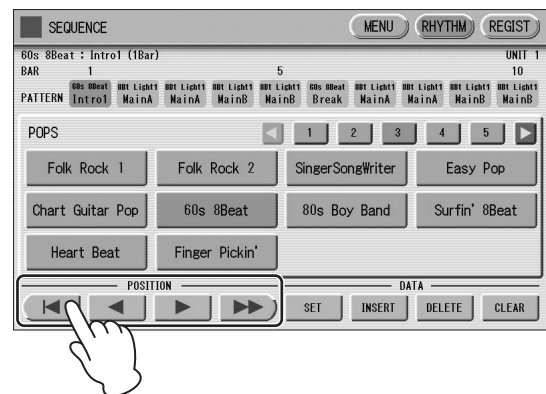 SEQUENCE MENU RHYTHM REGIST
60s 8Beat : Intro1 (1Bar) UNIT 1
BAR 1 5 10
60s 8Beat 8Bt Light1 8Bt Light1 8Bt Light1 8Bt Light1 60s 8Beat 8Bt Light1 8Bt Light1 8Bt Light1 8Bt Light1
PATTERN Intro1 MainA MainA MainB MainB Break MainA MainA MainB MainB
POPS 1 2 3 4 5
Folk Rock 1 Folk Rock 2 SingerSongWriter Easy Pop
Chart Guitar Pop 60s 8Beat 80s Boy Band Surfin' 8Beat
Heart Beat Finger Pickin'
POSITION DATA
SET INSERT DELETE CLEAR